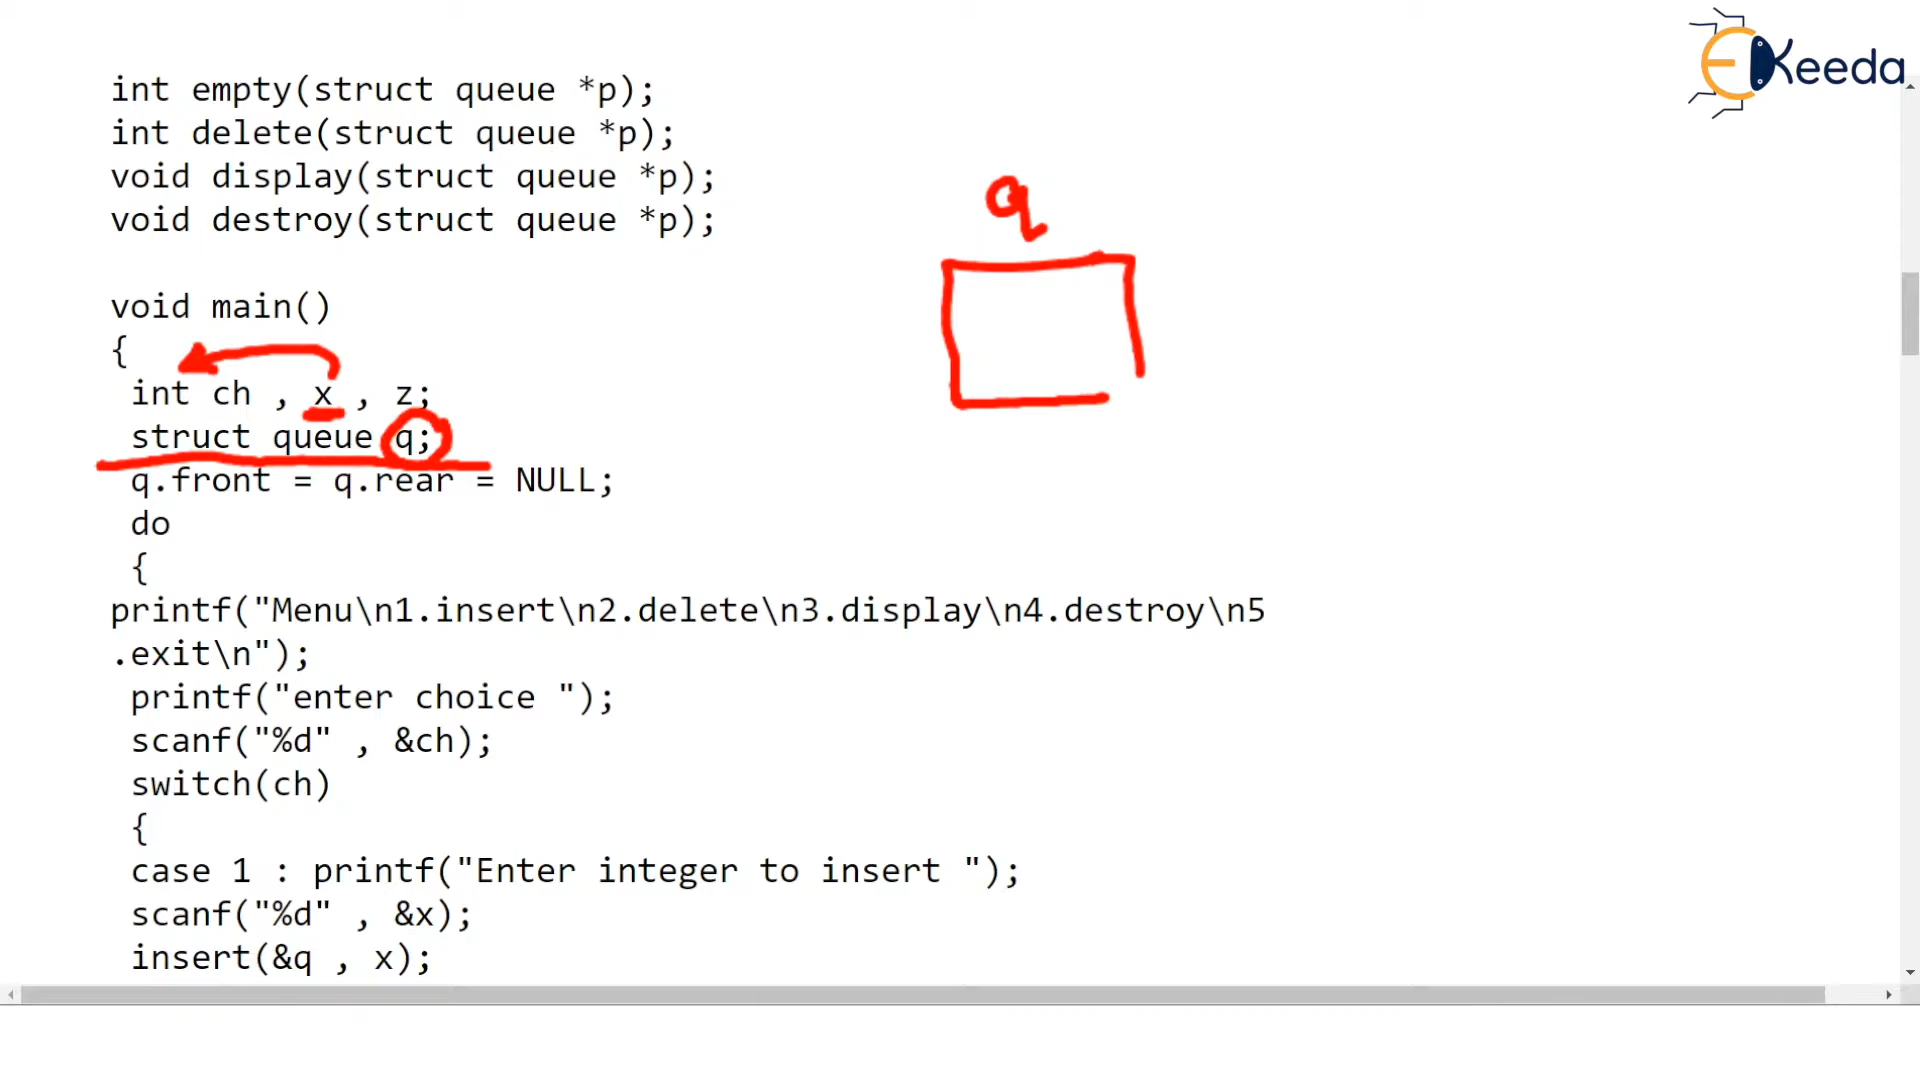 EKeeda
int empty(struct queue *p);
int delete(struct queue *p);
void display(struct queue *p);
void destroy(struct queue *p);
q
void main()
{
int ch , x , z;
struct queue q;
q.front = q.rear = NULL;
do
{
printf("Menu\n1.insert\n2.delete\n3.display\n4.destroy\n5
.exit\n");
printf("enter choice ");
scanf("%d" , &ch);
switch(ch)
{
case 1 : printf("Enter integer to insert ");
scanf("%d" , &x);
insert(&q , x);